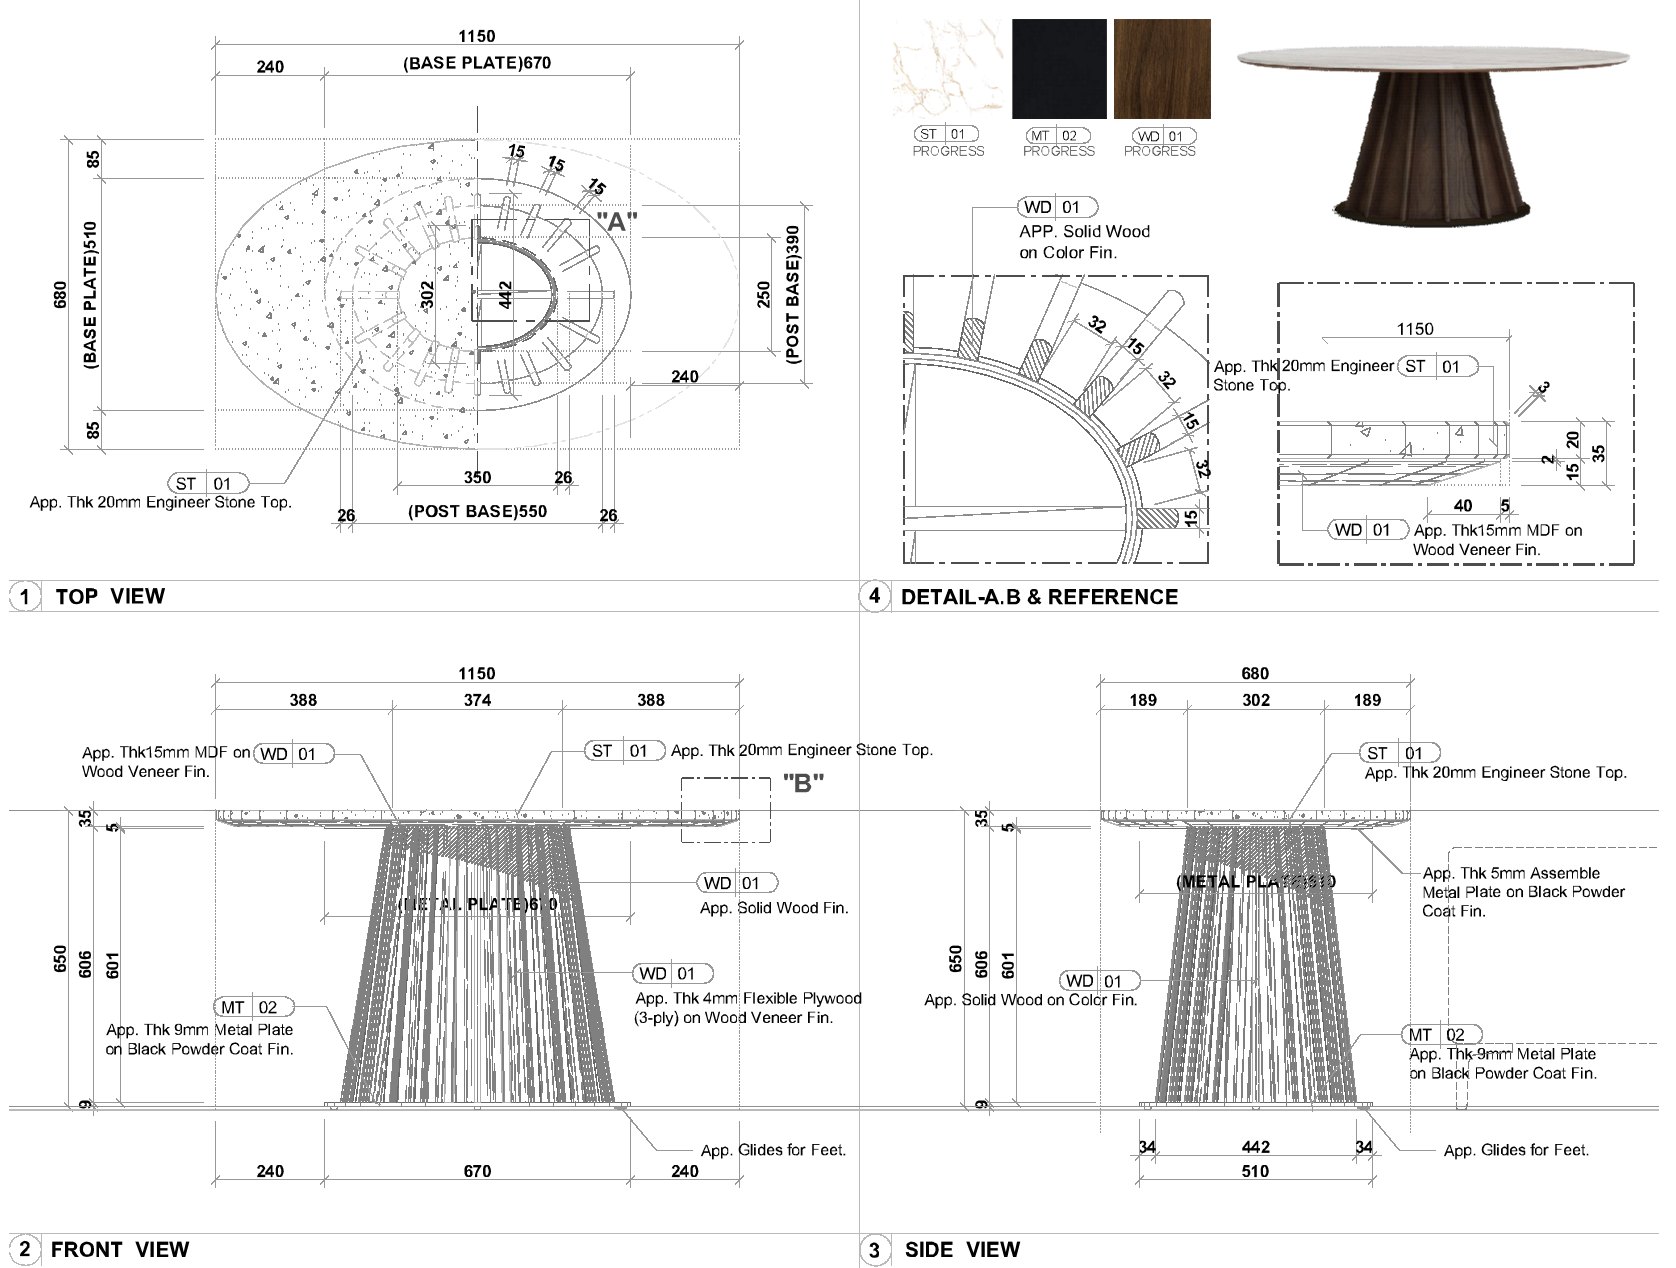 1150
240
(BASE PLATE)670
85
(BASE PLATE)510
680
85
15
15
15
"A"
302
442
250
(POST BASE)390
240
350
26
ST 01
App. Thk 20mm Engineer Stone Top.
26
(POST BASE)550
26
1 TOP VIEW
ST 01
PROGRESS
MT 02
PROGRESS
WD 01
PROGRESS
WD 01
APP. Solid Wood
on Color Fin.
32
15
32
15
32
15
1150
App. Thk 20mm Engineer
Stone Top.
ST 01
3
20
35
2
15
40
5
WD 01
App. Thk15mm MDF on
Wood Veneer Fin.
4 DETAIL-A.B & REFERENCE
1150
388
374
388
App. Thk15mm MDF on
Wood Veneer Fin.
WD 01
ST 01
App. Thk 20mm Engineer Stone Top.
"B"
35
5
WD 01
App. Solid Wood Fin.
(METAL PLATE)670
650
606
601
WD 01
App. Thk 4mm Flexible Plywood
(3-ply) on Wood Veneer Fin.
MT 02
App. Thk 9mm Metal Plate
on Black Powder Coat Fin.
9
App. Glides for Feet.
240
670
240
2 FRONT VIEW
680
189
302
189
ST 01
App. Thk 20mm Engineer Stone Top.
35
5
App. Thk 5mm Assemble
Metal Plate on Black Powder
Coat Fin.
(METAL PLATE)510
650
606
601
WD 01
App. Solid Wood on Color Fin.
MT 02
App. Thk 9mm Metal Plate
on Black Powder Coat Fin.
9
34
442
34
App. Glides for Feet.
510
3 SIDE VIEW